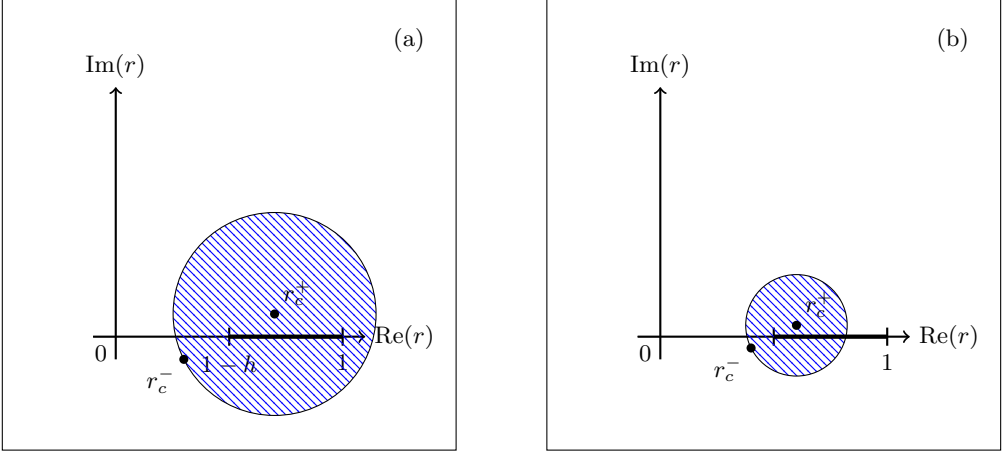 (a)
Im(r)
r_c^+
Re(r)
0
1 − h
1
r_c^-
(b)
Im(r)
r_c^+
Re(r)
0
1
r_c^-